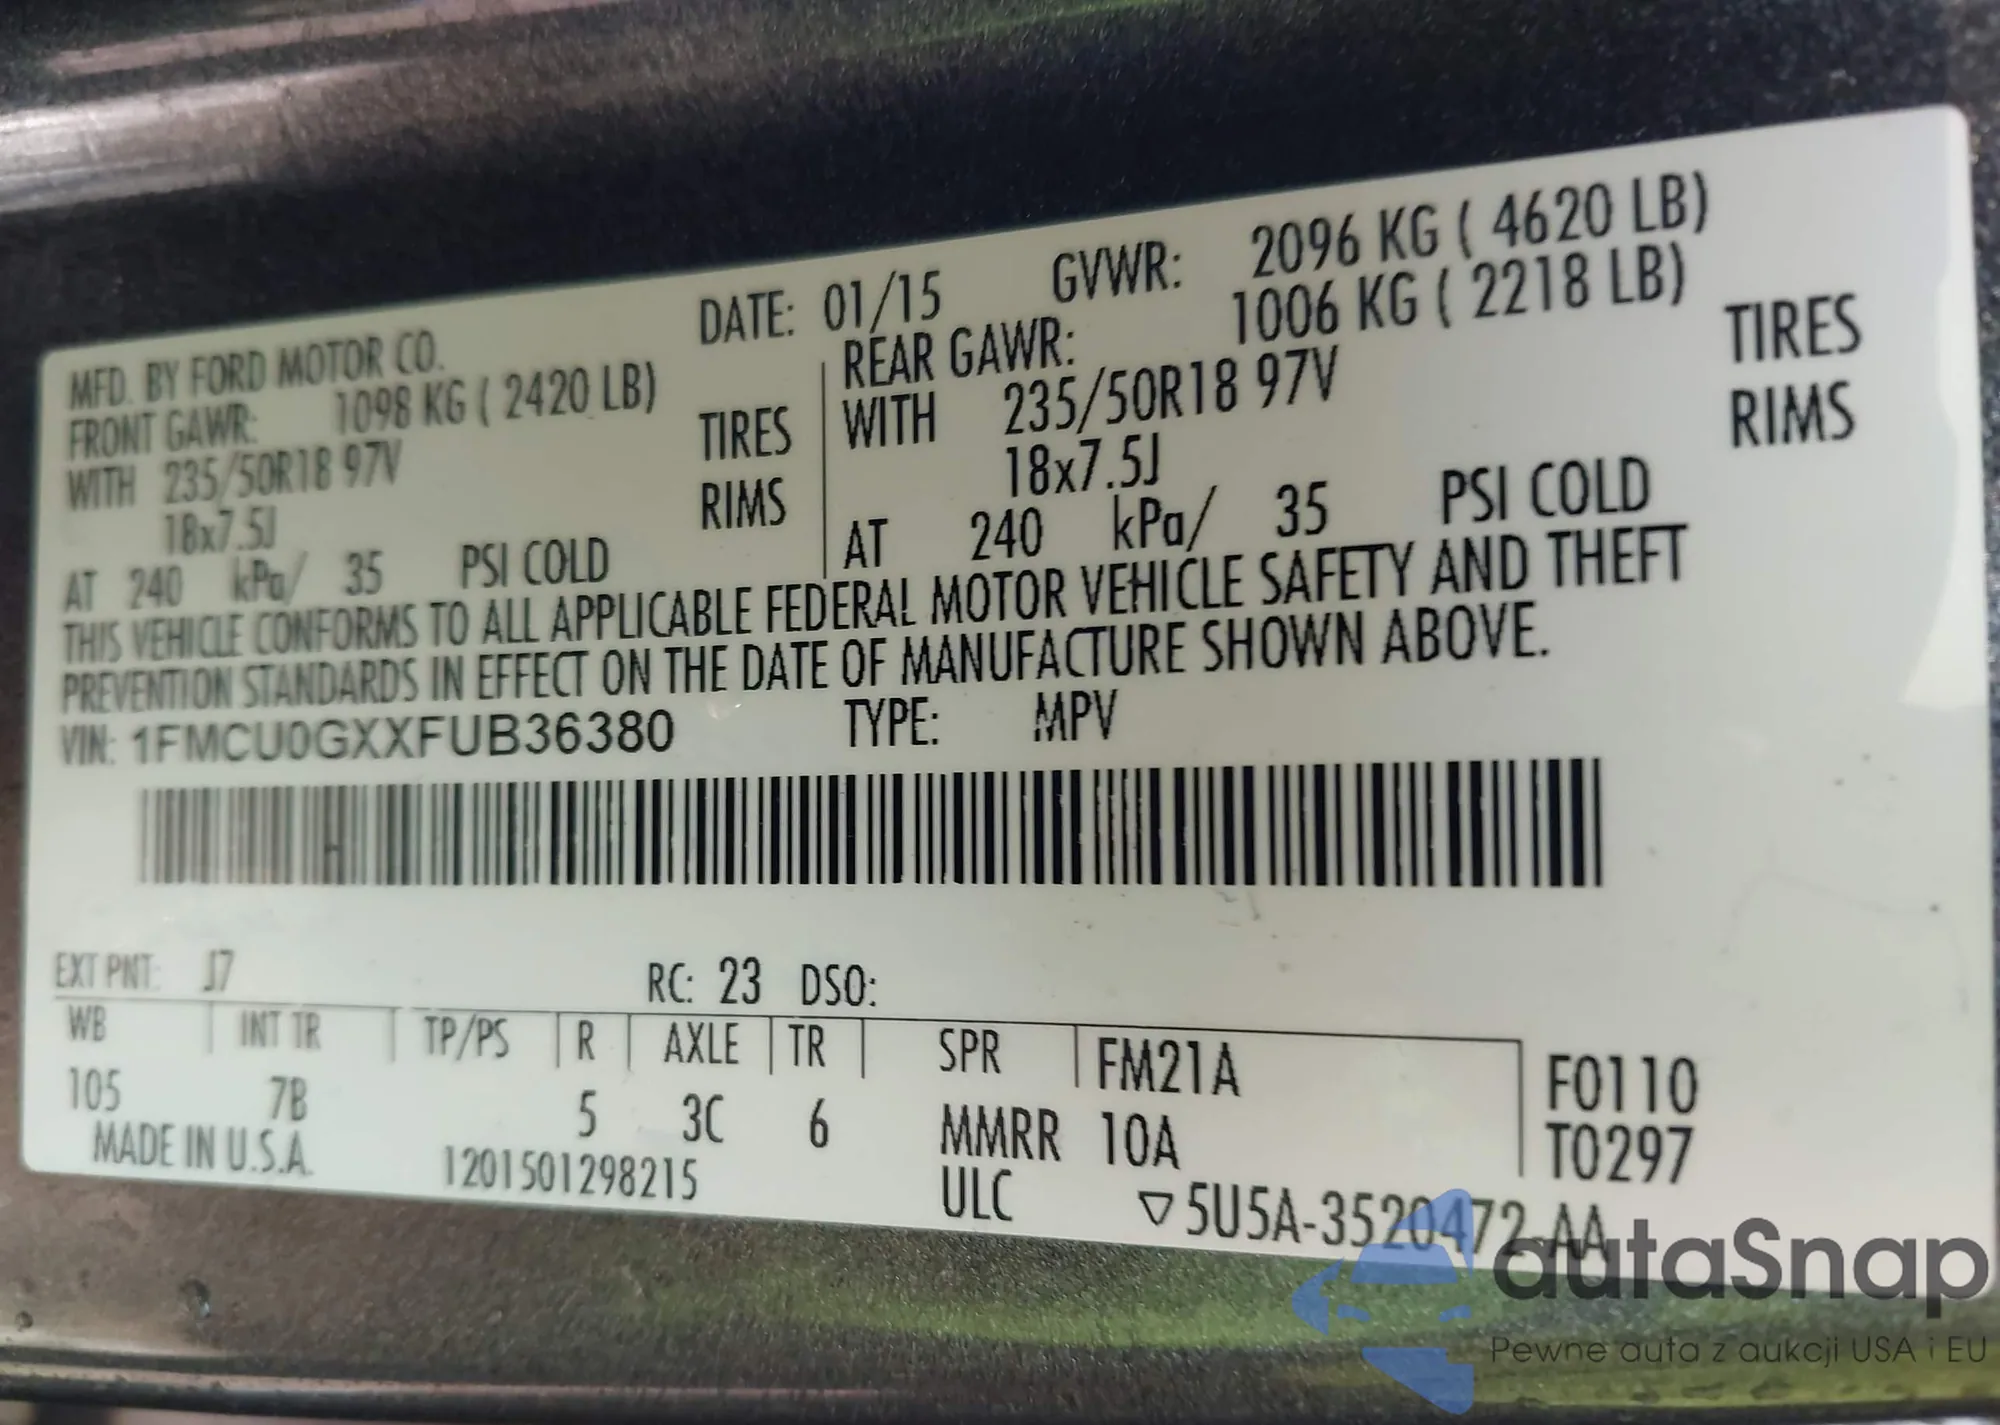 MFD. BY FORD MOTOR CO. DATE: 01/15 GVWR: 2096 KG ( 4620 LB)
FRONT GAWR: 1098 KG ( 2420 LB) REAR GAWR: 1006 KG ( 2218 LB)
WITH 235/50R18 97V TIRES WITH 235/50R18 97V TIRES
18x7.5J RIMS 18x7.5J RIMS
AT 240 kPa/ 35 PSI COLD AT 240 kPa/ 35 PSI COLD
THIS VEHICLE CONFORMS TO ALL APPLICABLE FEDERAL MOTOR VEHICLE SAFETY AND THEFT
PREVENTION STANDARDS IN EFFECT ON THE DATE OF MANUFACTURE SHOWN ABOVE.
VIN: 1FMCU0GXXFUB36380 TYPE: MPV
EXT PNT: J7 RC: 23 DSO:
WB INT TR TP/PS R AXLE TR SPR FM21A F0110
105 7B 5 3C 6 MMRR 10A T0297
MADE IN U.S.A. 1201501298215 ULC ▽5U5A-3520472-AA
autaSnap
Pewne auta z aukcji USA i EU